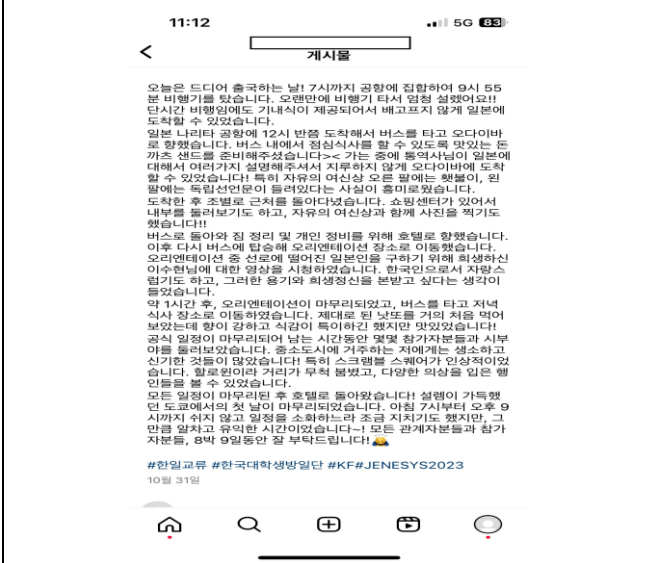 11:12
5G 83
게시물
오늘은 드디어 출국하는 날! 7시까지 공항에 집합하여 9시 55
분 비행기를 탔습니다. 오랜만에 비행기 타서 엄청 설렜어요!!
단시간 비행임에도 기내식이 제공되어서 배고프지 않게 일본에
도착할 수 있었습니다.
일본 나리타 공항에 12시 반쯤 도착해서 버스를 타고 오다이바
로 향했습니다. 버스 내에서 점심식사를 할 수 있도록 맛있는 돈
까츠 샌드를 준비해주셨습니다>< 가는 중에 통역사님이 일본에
대해서 여러가지 설명해주셔서 지루하지 않게 오다이바에 도착
할 수 있었습니다! 특히 자유의 여신상 오른 팔에는 횃불이, 왼
팔에는 독립선언문이 들려있다는 사실이 흥미로웠습니다.
도착한 후 조별로 근처를 돌아다녔습니다. 쇼핑센터가 있어서
내부를 둘러보기도 하고, 자유의 여신상과 함께 사진을 찍기도
했습니다!!
버스로 돌아와 짐 정리 및 개인 정비를 위해 호텔로 향했습니다.
이후 다시 버스에 탑승해 오리엔테이션 장소로 이동했습니다.
오리엔테이션 중 선로에 떨어진 일본인을 구하기 위해 희생하신
이수현님에 대한 영상을 시청하였습니다. 한국인으로서 자랑스
럽기도 하고, 그러한 용기와 희생정신을 본받고 싶다는 생각이
들었습니다.
약 1시간 후, 오리엔테이션이 마무리되었고, 버스를 타고 저녁
식사 장소로 이동하였습니다. 제대로 된 낫또를 거의 처음 먹어
보았는데 향이 강하고 식감이 특이하긴 했지만 맛있었습니다!
공식 일정이 마무리되어 남는 시간동안 몇몇 참가자분들과 시부
야를 둘러보았습니다. 중소도시에 거주하는 저에게는 생소하고
신기한 것들이 많았습니다! 특히 스크램블 스퀘어가 인상적이었
습니다. 할로윈이라 거리가 무척 붐볐고, 다양한 의상을 입은 행
인들을 볼 수 있었습니다.
모든 일정이 마무리된 후 호텔로 돌아왔습니다! 설렘이 가득했
던 도쿄에서의 첫 날이 마무리되었습니다. 아침 7시부터 오후 9
시까지 쉬지 않고 일정을 소화하느라 조금 지치기도 했지만, 그
만큼 알차고 유익한 시간이었습니다~! 모든 관계자분들과 참가
자분들, 8박 9일동안 잘 부탁드립니다!🙇
#한일교류 #한국대학생방일단 #KF#JENESYS2023
10월 31일